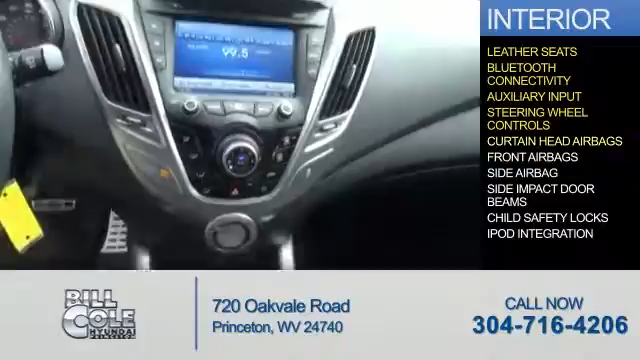 INTERIOR
LEATHER SEATS
BLUETOOTH
CONNECTIVITY
AUXILIARY INPUT
STEERING WHEEL
CONTROLS
CURTAIN HEAD AIRBAGS
FRONT AIRBAGS
SIDE AIRBAG
SIDE IMPACT DOOR
BEAMS
CHILD SAFETY LOCKS
IPOD INTEGRATION
99.5
BILL
COLE
HYUNDAI
720 Oakvale Road
Princeton, WV 24740
CALL NOW
304-716-4206